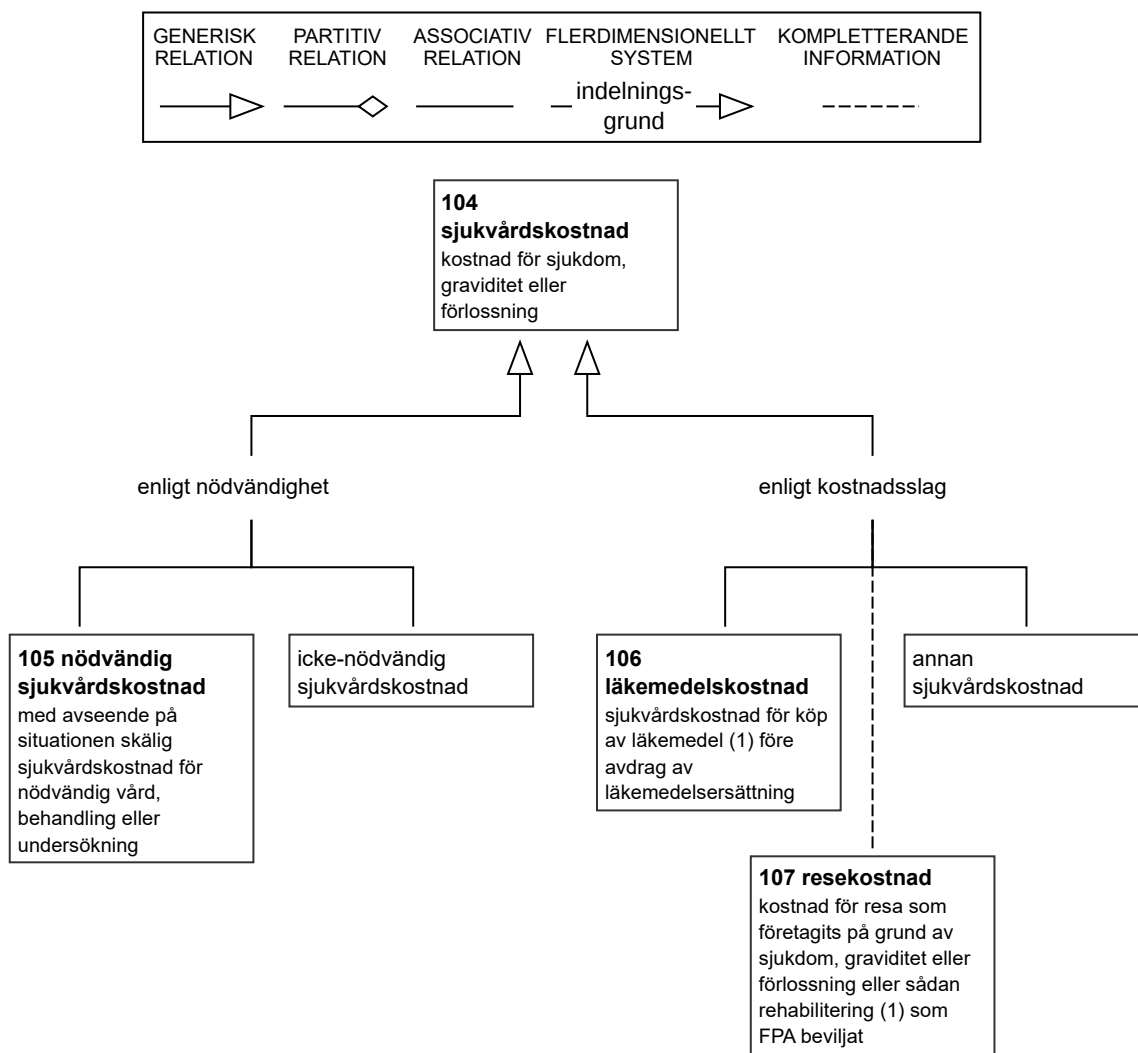 GENERISK
RELATION
PARTITIV
RELATION
ASSOCIATIV
RELATION
FLERDIMENSIONELLT
SYSTEM
indelnings-
grund
KOMPLETTERANDE
INFORMATION
104
sjukvårdskostnad
kostnad för sjukdom,
graviditet eller
förlossning
enligt nödvändighet
enligt kostnadsslag
105 nödvändig
sjukvårdskostnad
med avseende på
situationen skälig
sjukvårdskostnad för
nödvändig vård,
behandling eller
undersökning
icke-nödvändig
sjukvårdskostnad
106
läkemedelskostnad
sjukvårdskostnad för köp
av läkemedel (1) före
avdrag av
läkemedelsersättning
annan
sjukvårdskostnad
107 resekostnad
kostnad för resa som
företagits på grund av
sjukdom, graviditet eller
förlossning eller sådan
rehabilitering (1) som
FPA beviljat